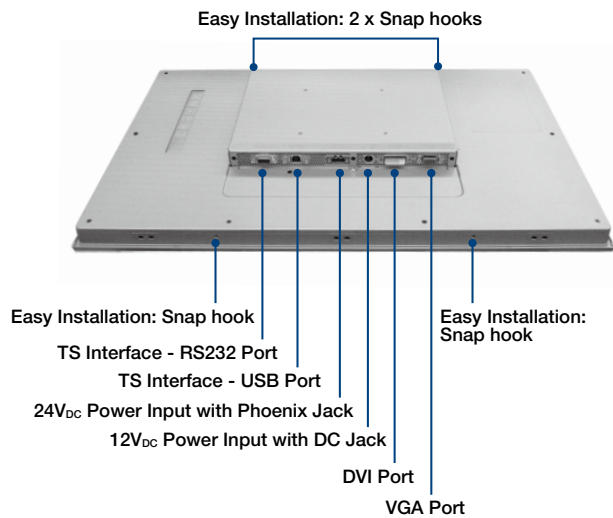 Easy Installation: 2 x Snap hooks
Easy Installation: Snap hook
Easy Installation:
Snap hook
TS Interface - RS232 Port
TS Interface - USB Port
24VDC Power Input with Phoenix Jack
12VDC Power Input with DC Jack
DVI Port
VGA Port